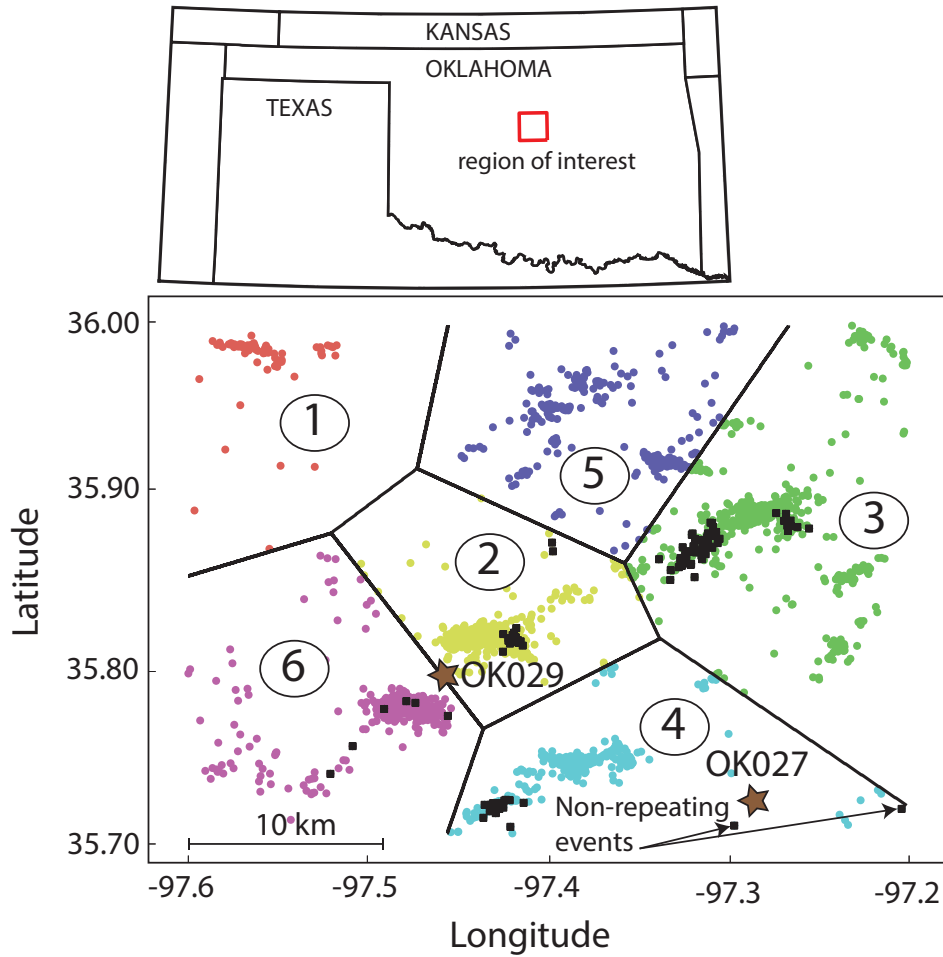 KANSAS
OKLAHOMA
TEXAS
region of interest
36.00
35.90
35.80
35.70
Latitude
1
5
3
2
6
OK029
4
OK027
Non-repeating
events
10 km
-97.6
-97.5
-97.4
-97.3
-97.2
Longitude